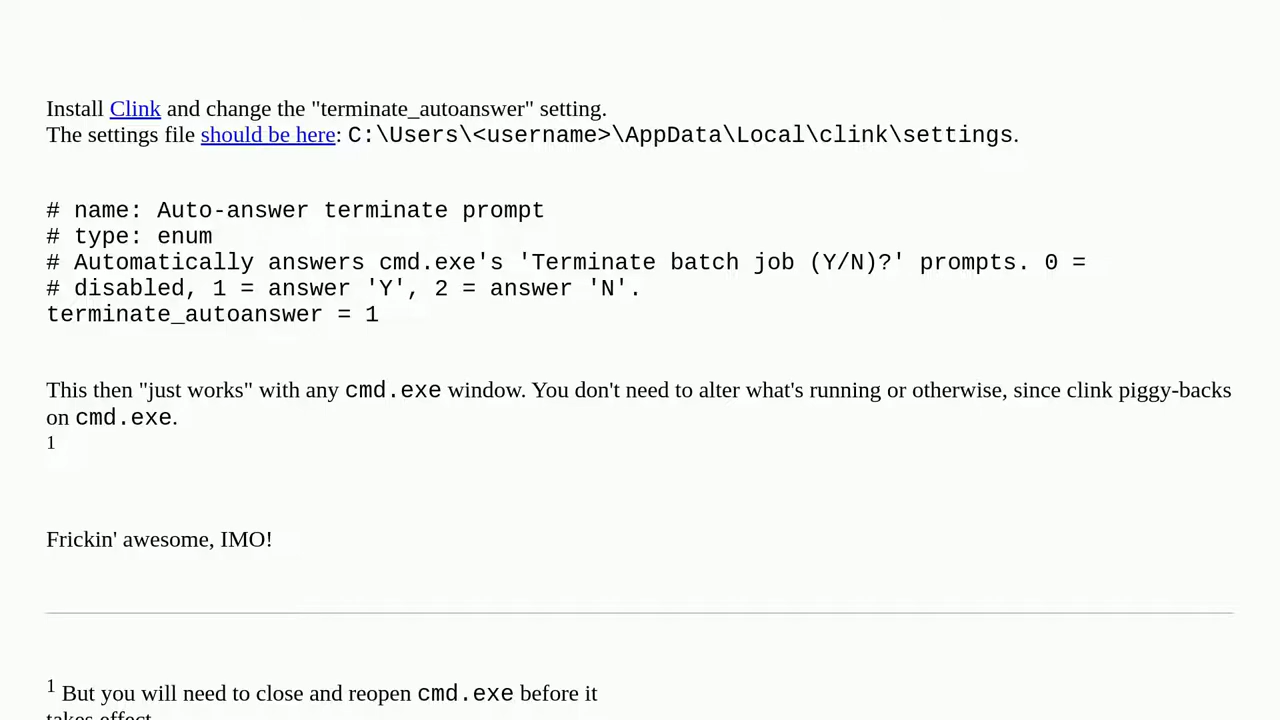 Install Clink and change the "terminate_autoanswer" setting.
The settings file should be here: C:\Users\<username>\AppData\Local\clink\settings.
# name: Auto-answer terminate prompt
# type: enum
# Automatically answers cmd.exe's 'Terminate batch job (Y/N)?' prompts. 0 =
# disabled, 1 = answer 'Y', 2 = answer 'N'.
terminate_autoanswer = 1
This then "just works" with any cmd.exe window. You don't need to alter what's running or otherwise, since clink piggy-backs
on cmd.exe.
1
Frickin' awesome, IMO!
1 But you will need to close and reopen cmd.exe before it
takes effect